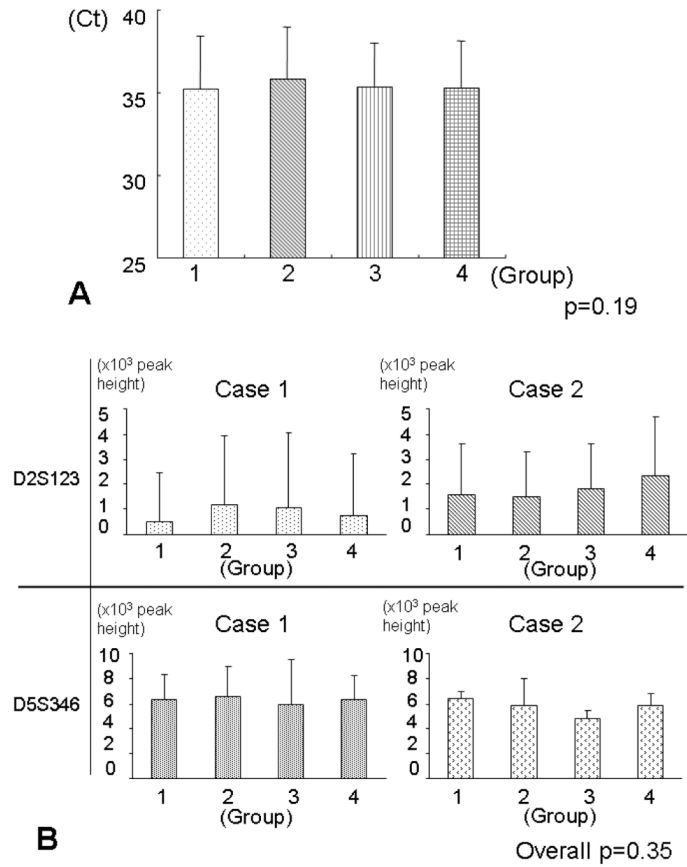 (Ct)
40
35
30
25
1 2 3 4 (Group)
A
p=0.19
(x10³ peak height)
Case 1
5
4
3
2
1
0
1 2 3 4
(Group)
(x10³ peak height)
Case 2
5
4
3
2
1
0
1 2 3 4
(Group)
D2S123
(x10³ peak height)
Case 1
10
8
6
4
2
0
1 2 3 4
(Group)
(x10³ peak height)
Case 2
10
8
6
4
2
0
1 2 3 4
(Group)
D5S346
B
Overall p=0.35